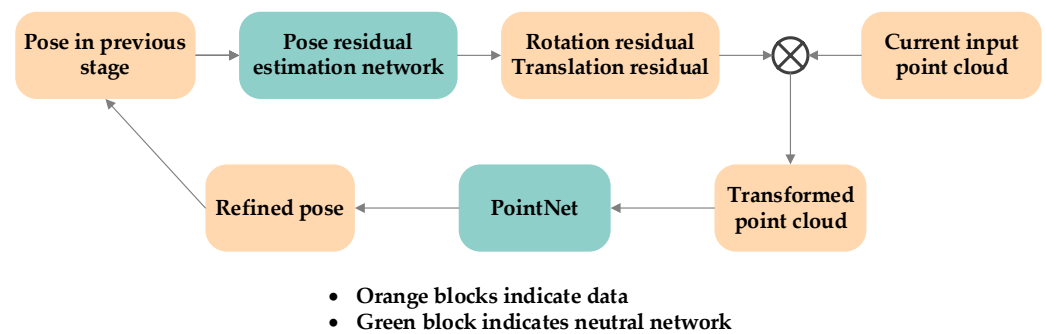 Pose in previous
stage
Pose residual
estimation network
Rotation residual
Translation residual
Current input
point cloud
Refined pose
PointNet
Transformed
point cloud
• Orange blocks indicate data
• Green block indicates neutral network